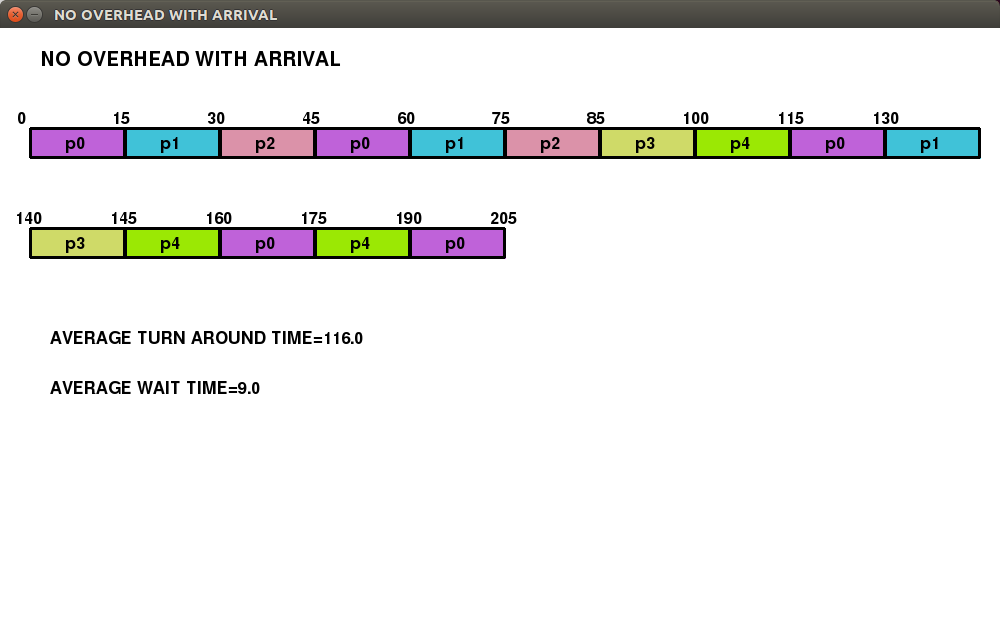 NO OVERHEAD WITH ARRIVAL
NO OVERHEAD WITH ARRIVAL
0 15 30 45 60 75 85 100 115 130
p0 p1 p2 p0 p1 p2 p3 p4 p0 p1
140 145 160 175 190 205
p3 p4 p0 p4 p0
AVERAGE TURN AROUND TIME=116.0
AVERAGE WAIT TIME=9.0